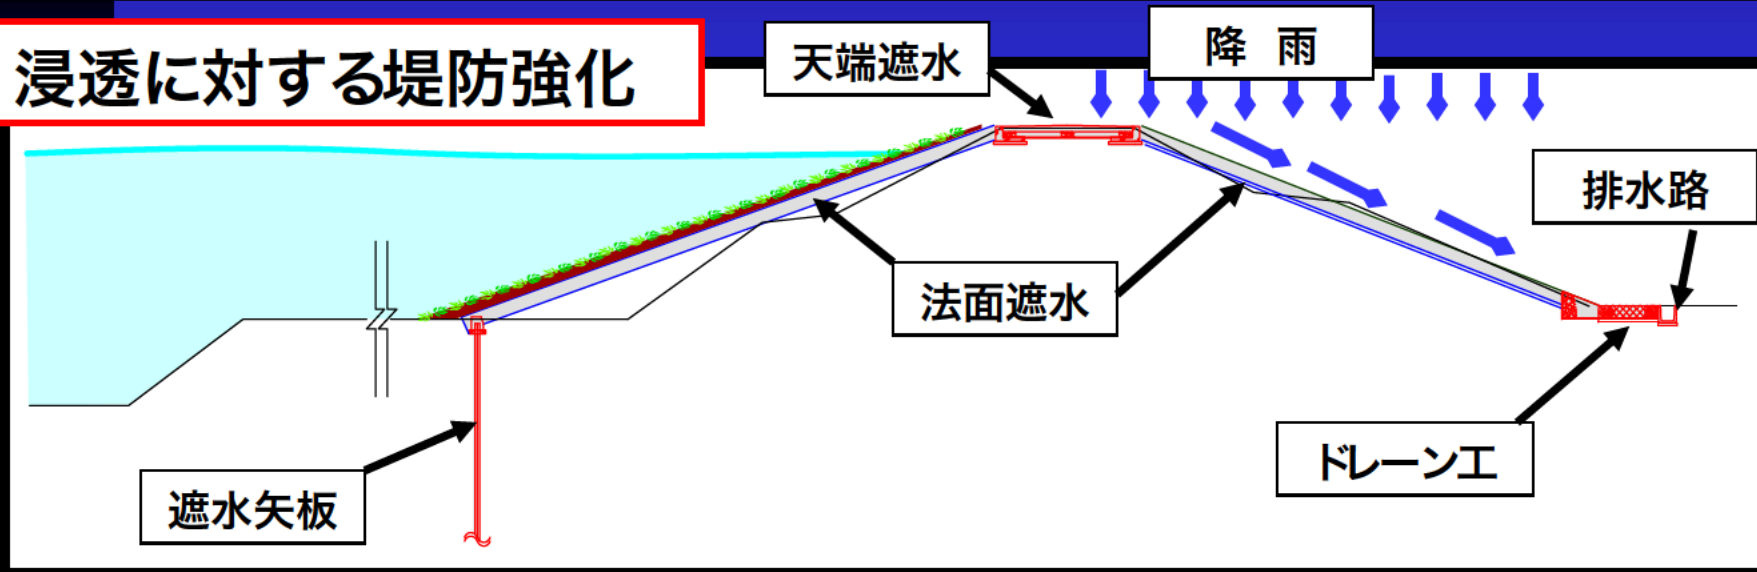 浸透に対する堤防強化
天端遮水
降 雨
排水路
法面遮水
ドレーン工
遮水矢板